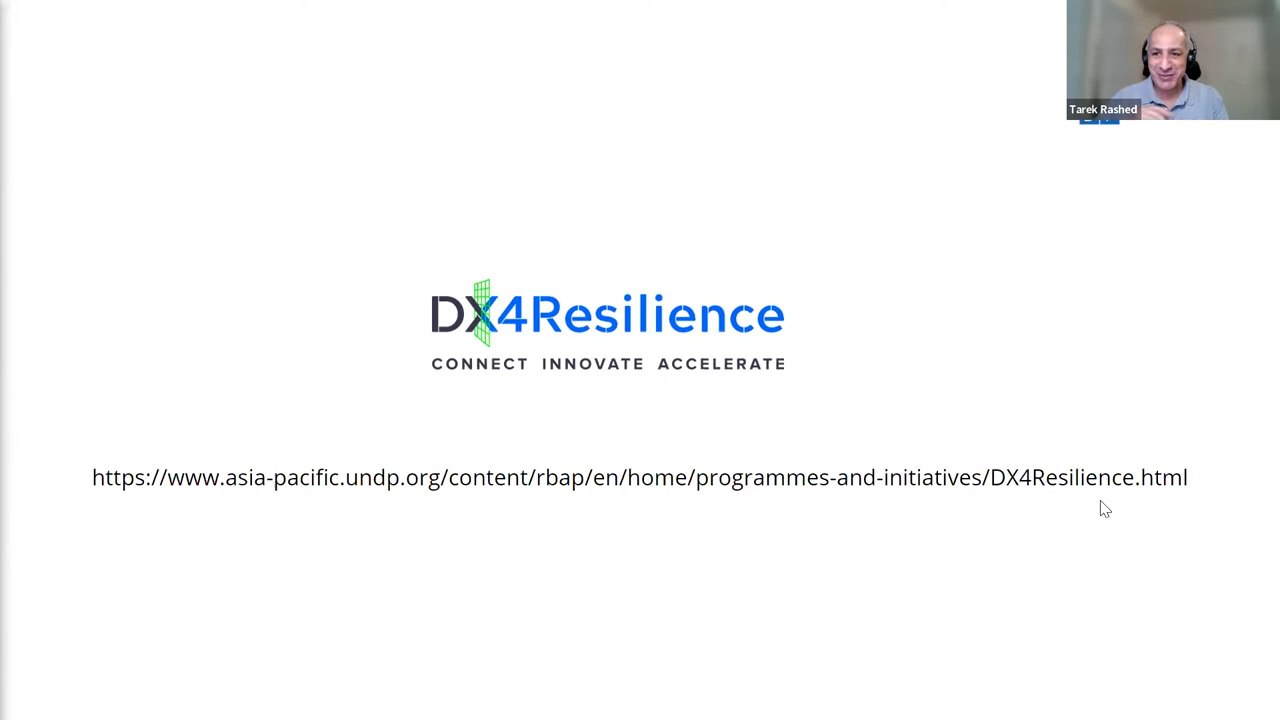 Tarek Rashed
DX4Resilience
CONNECT INNOVATE ACCELERATE
https://www.asia-pacific.undp.org/content/rbap/en/home/programmes-and-initiatives/DX4Resilience.html